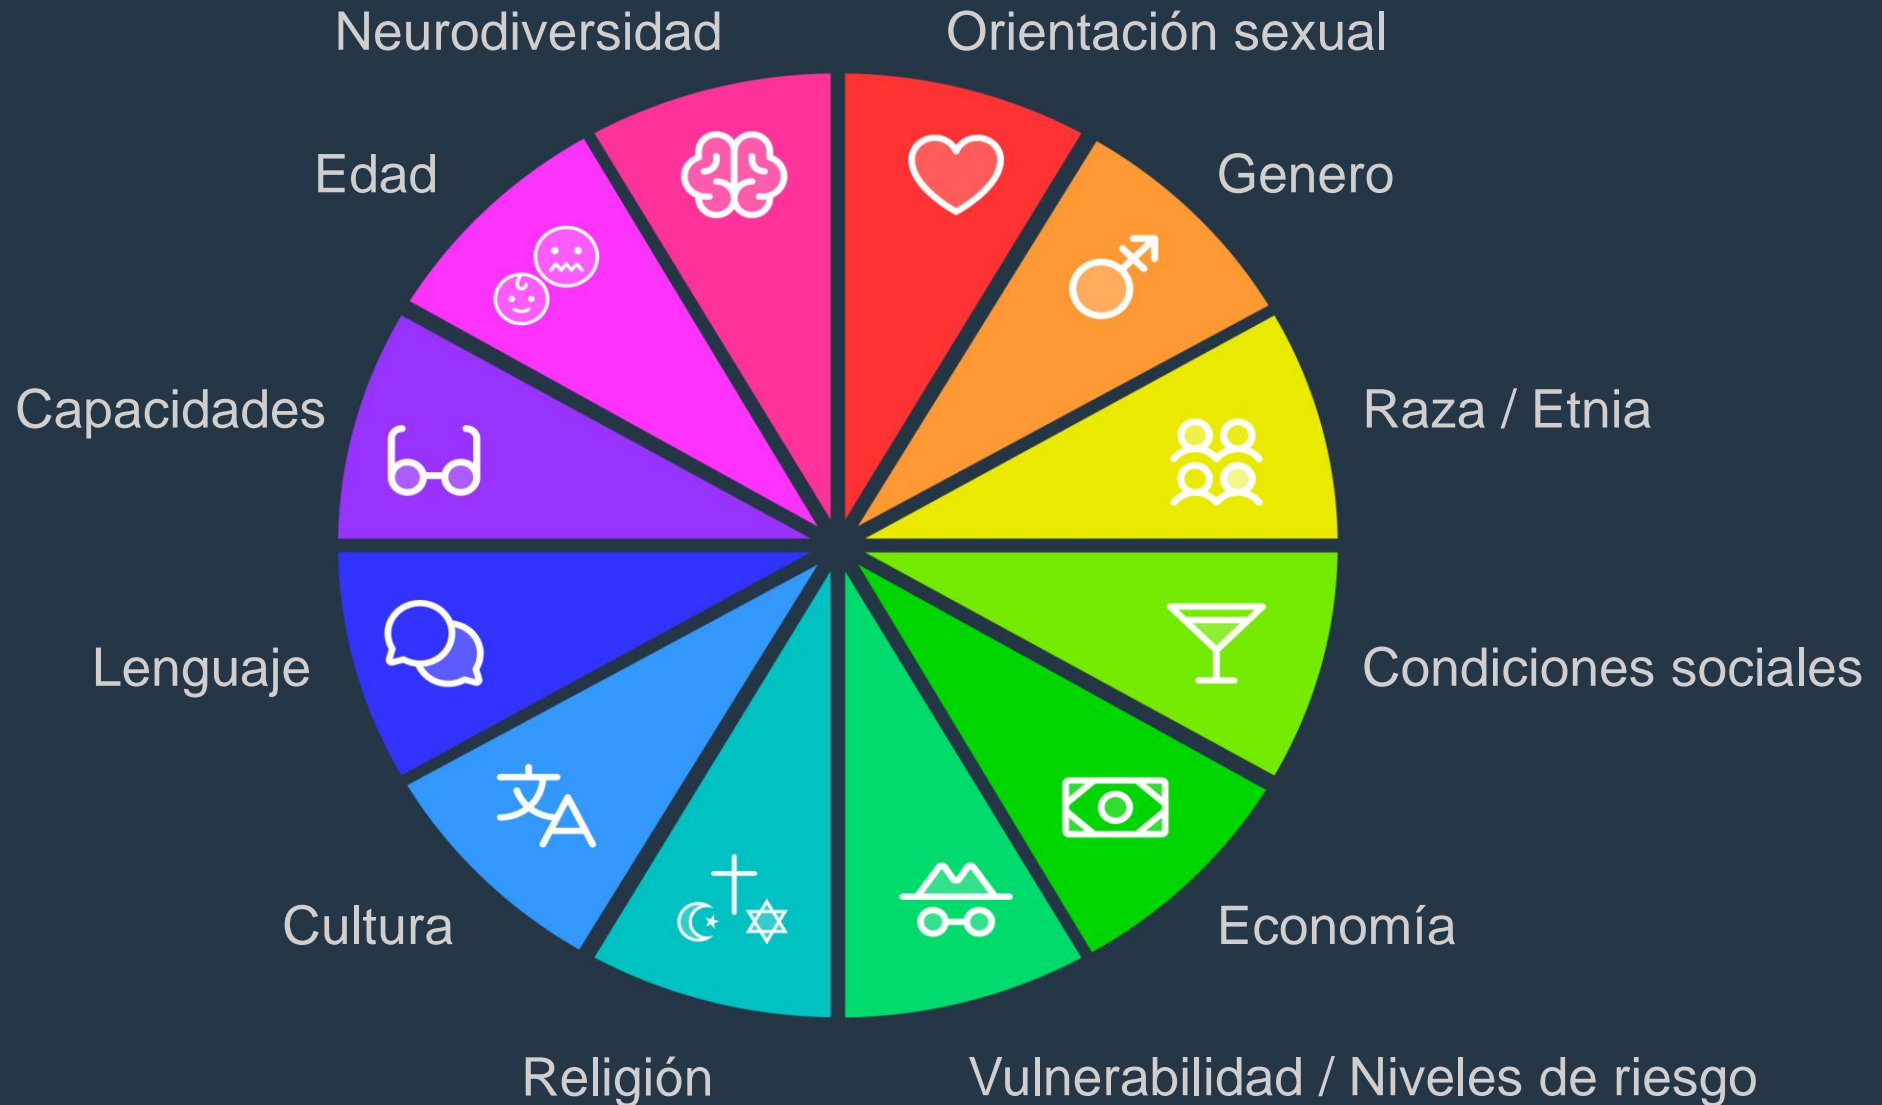 Neurodiversidad
Orientación sexual
Edad
Genero
Capacidades
Raza / Etnia
Lenguaje
Condiciones sociales
Cultura
Economía
Religión
Vulnerabilidad / Niveles de riesgo